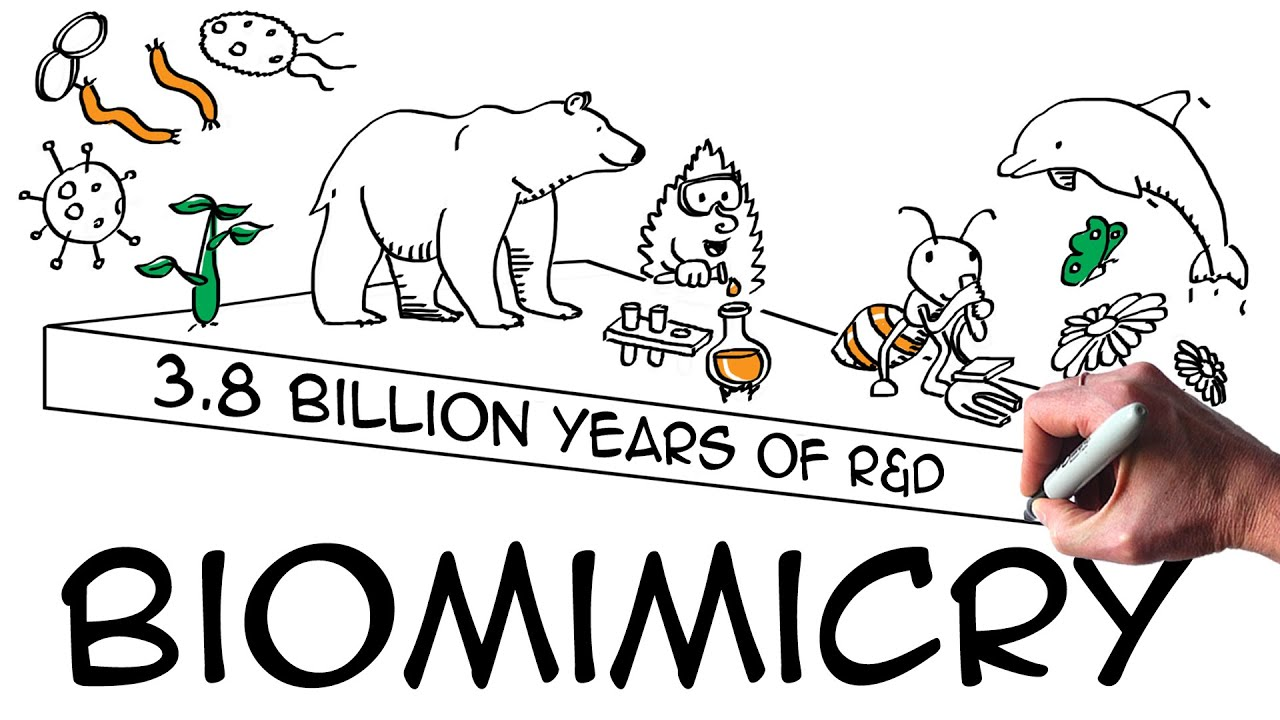 3.8 BILLION YEARS OF R&D
BIOMIMICRY